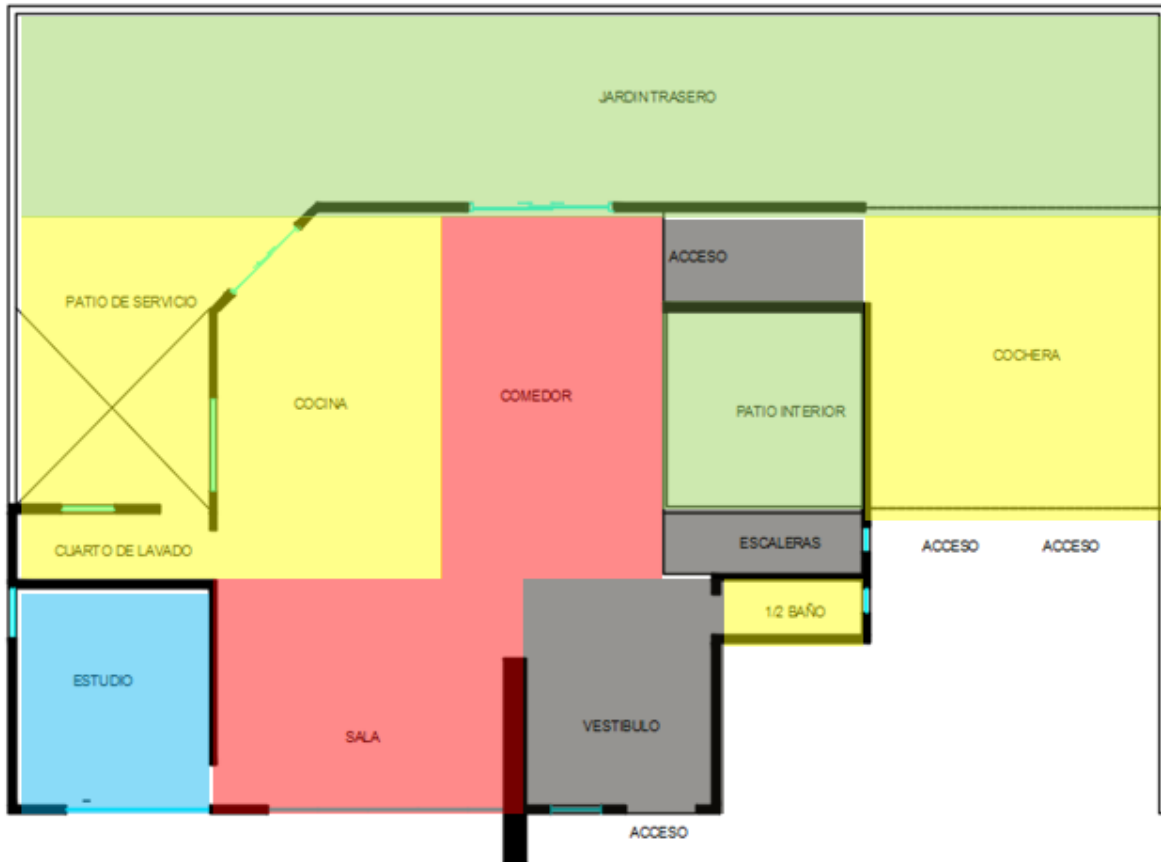 JARDIN TRASERO
ACCESO
PATIO DE SERVICIO
COCHERA
COMEDOR
COCINA
PATIO INTERIOR
ESCALERAS
ACCESO
ACCESO
CUARTO DE LAVADO
1/2 BAÑO
ESTUDIO
VESTIBULO
SALA
ACCESO